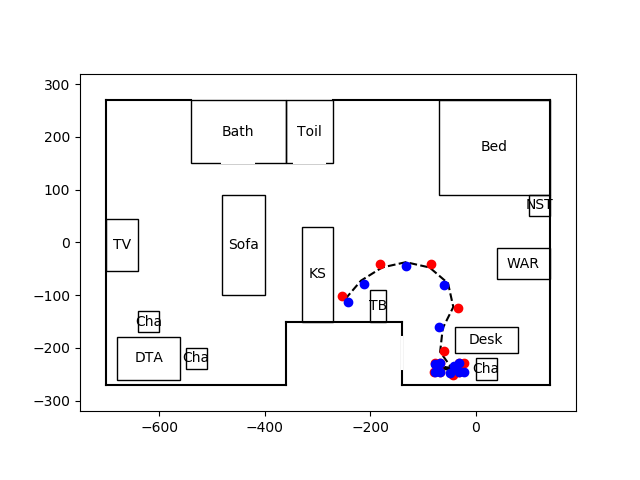 300
200
100
0
−100
−200
−300
−600
−400
−200
0
Bath
Toil
Bed
NST
TV
Sofa
KS
WAR
TB
Cha
DTA
Cha
Desk
Cha